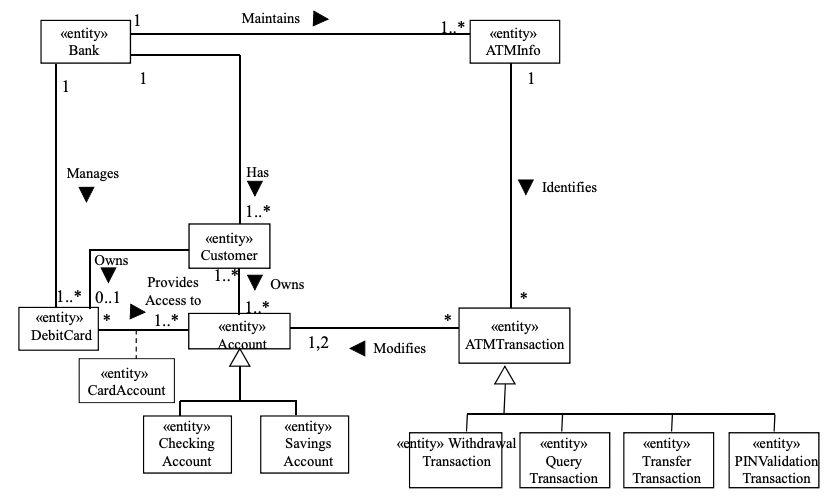 1
Maintains
1..*
«entity»
Bank
«entity»
ATMInfo
1
1
1
Manages
Has
Identifies
1..*
«entity»
Customer
Owns
1..*
Owns
Provides
Access to
1..*
0..1
*
1..*
1..*
*
«entity»
DebitCard
«entity»
Account
1,2
*
Modifies
«entity»
ATMTransaction
«entity»
CardAccount
«entity»
Checking
Account
«entity»
Savings
Account
«entity» Withdrawal
Transaction
«entity»
Query
Transaction
«entity»
Transfer
Transaction
«entity»
PINValidation
Transaction